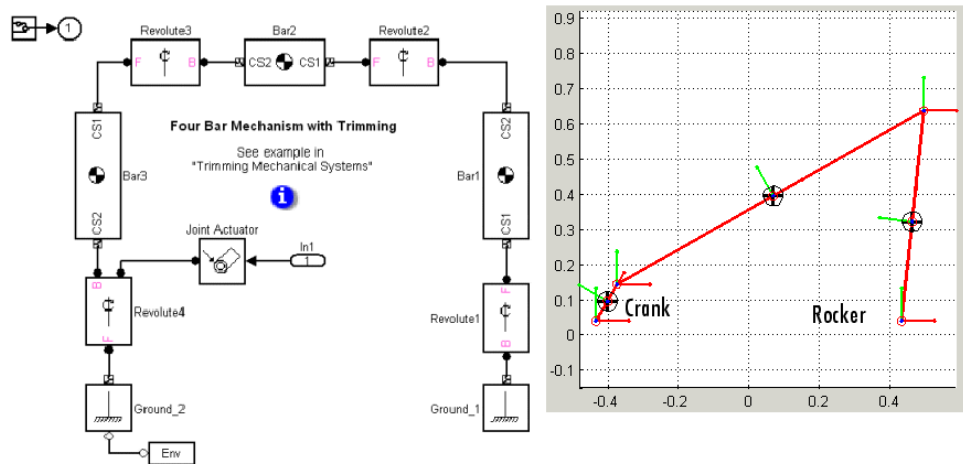 1
Revolute3
Bar2
Revolute2
F
B
CS2
CS1
F
B
CS1
CS2
Bar3
Four Bar Mechanism with Trimming
See example in
"Trimming Mechanical Systems"
i
CS2
CS1
Bar1
Joint Actuator
In1
1
B
F
Revolute4
F
B
Revolute1
Ground_2
Ground_1
Env
0.9
0.8
0.7
0.6
0.5
0.4
0.3
0.2
0.1
0
-0.1
Crank
Rocker
-0.4
-0.2
0
0.2
0.4